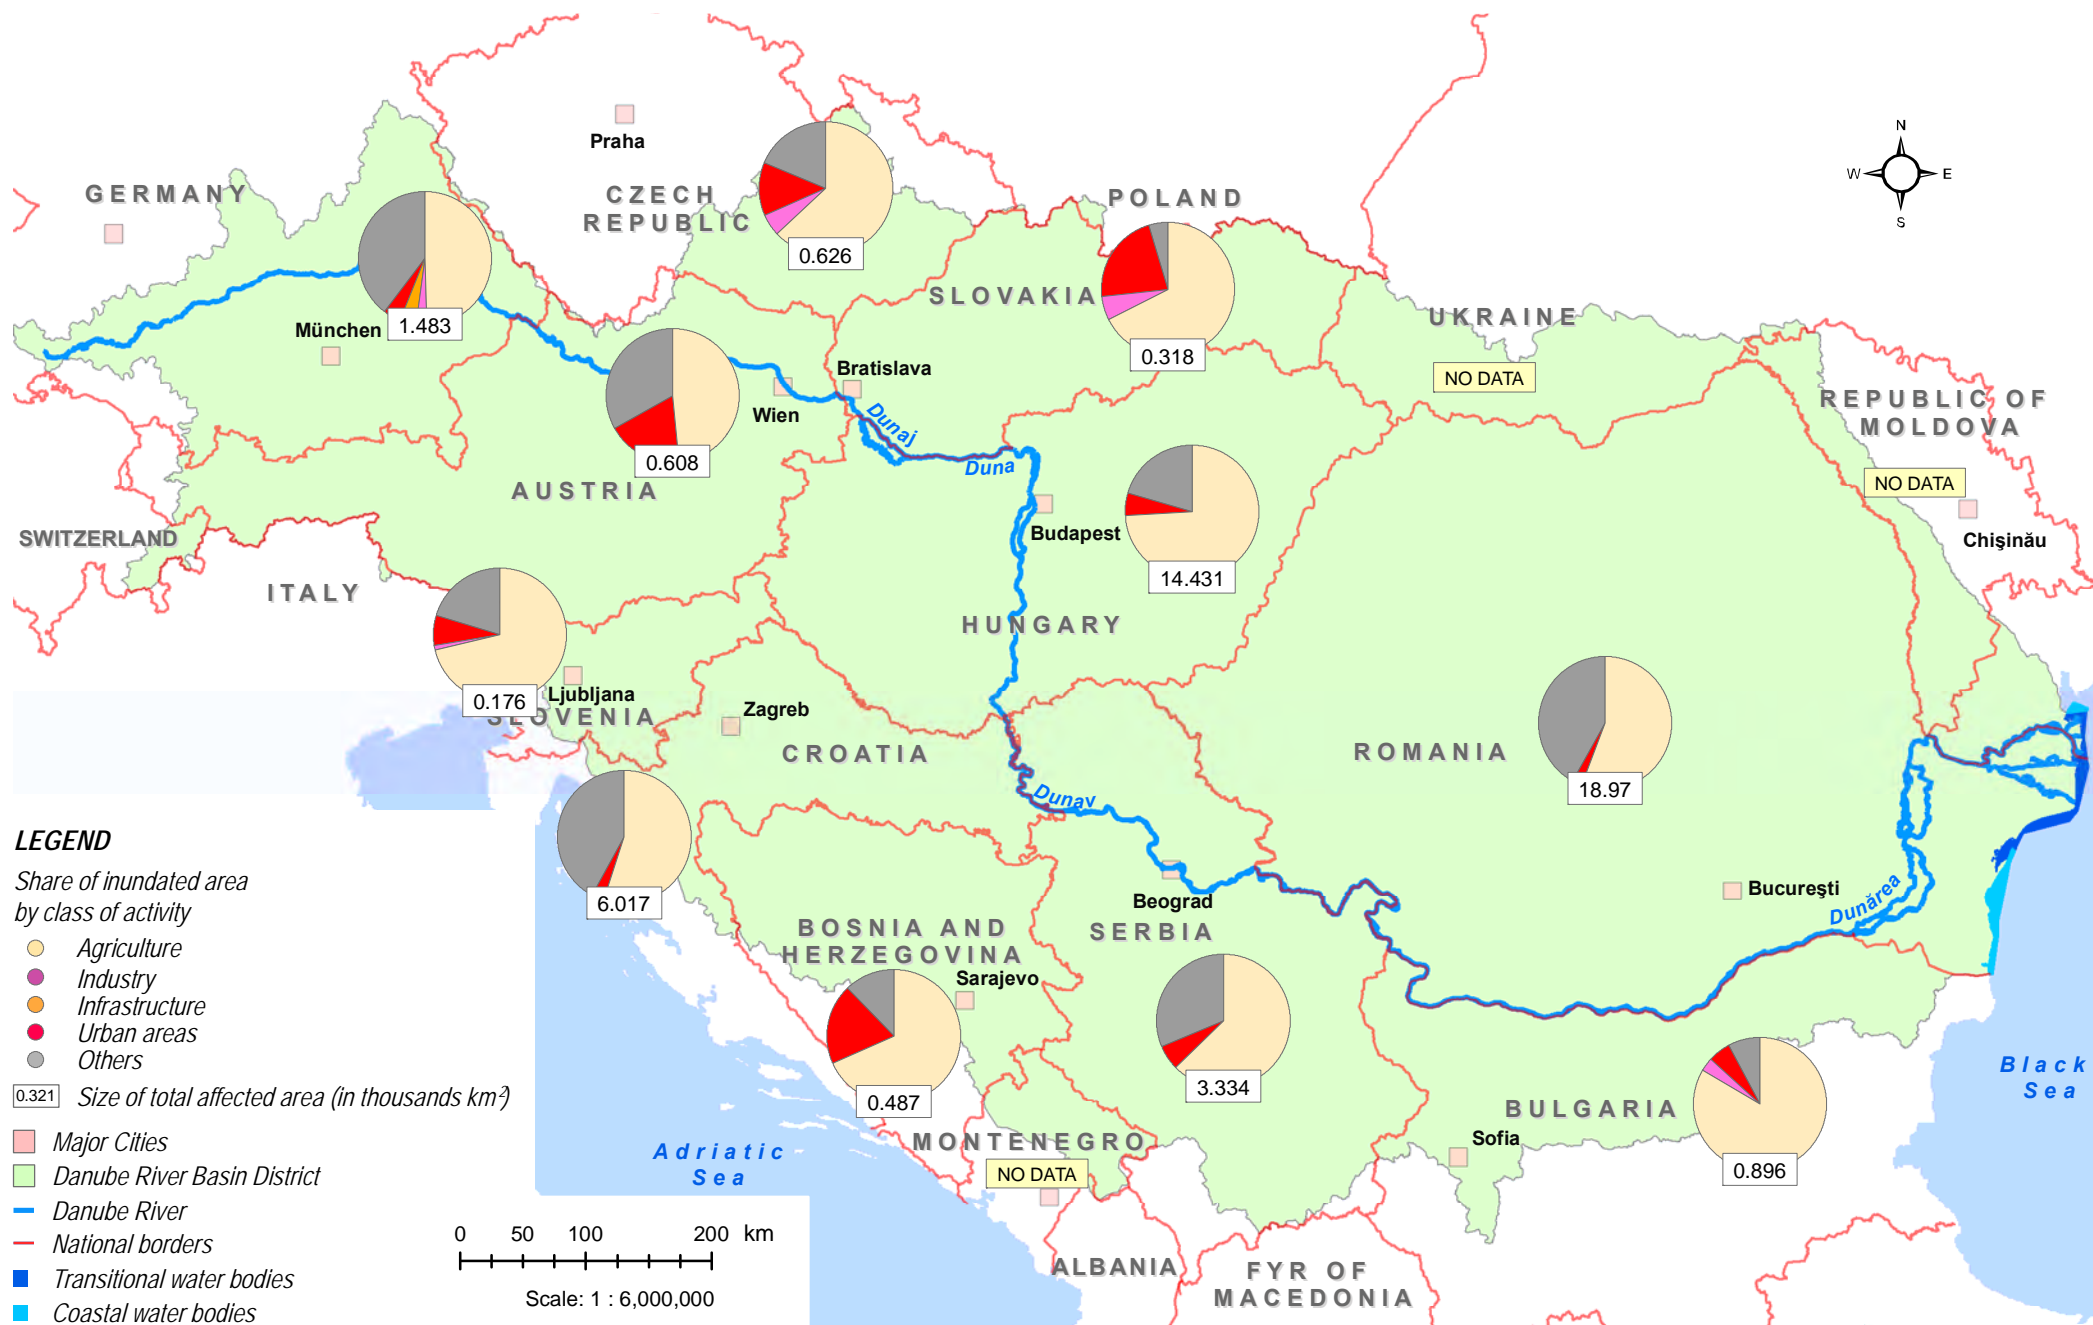 N
W
E
S
Praha
GERMANY
CZECH
REPUBLIC
POLAND
0.626
SLOVAKIA
München
1.483
UKRAINE
0.318
NO DATA
Bratislava
REPUBLIC OF
MOLDOVA
Wien
Dunaj
0.608
Duna
NO DATA
AUSTRIA
Budapest
SWITZERLAND
Chişinău
14.431
ITALY
HUNGARY
0.176
Ljubljana
SLOVENIA
Zagreb
CROATIA
ROMANIA
18.97
Dunav
LEGEND
Share of inundated area
by class of activity
Agriculture
Industry
Infrastructure
Urban areas
Others
0.321
Size of total affected area (in thousands km²)
Major Cities
Danube River Basin District
Danube River
National borders
Transitional water bodies
Coastal water bodies
6.017
Beograd
Bucureşti
Dunărea
BOSNIA AND
HERZEGOVINA
SERBIA
Sarajevo
0.487
3.334
Black
Sea
BULGARIA
Sofia
0.896
MONTENEGRO
NO DATA
Adriatic
Sea
0 50 100 200 km
Scale: 1 : 6,000,000
ALBANIA
FYR OF
MACEDONIA